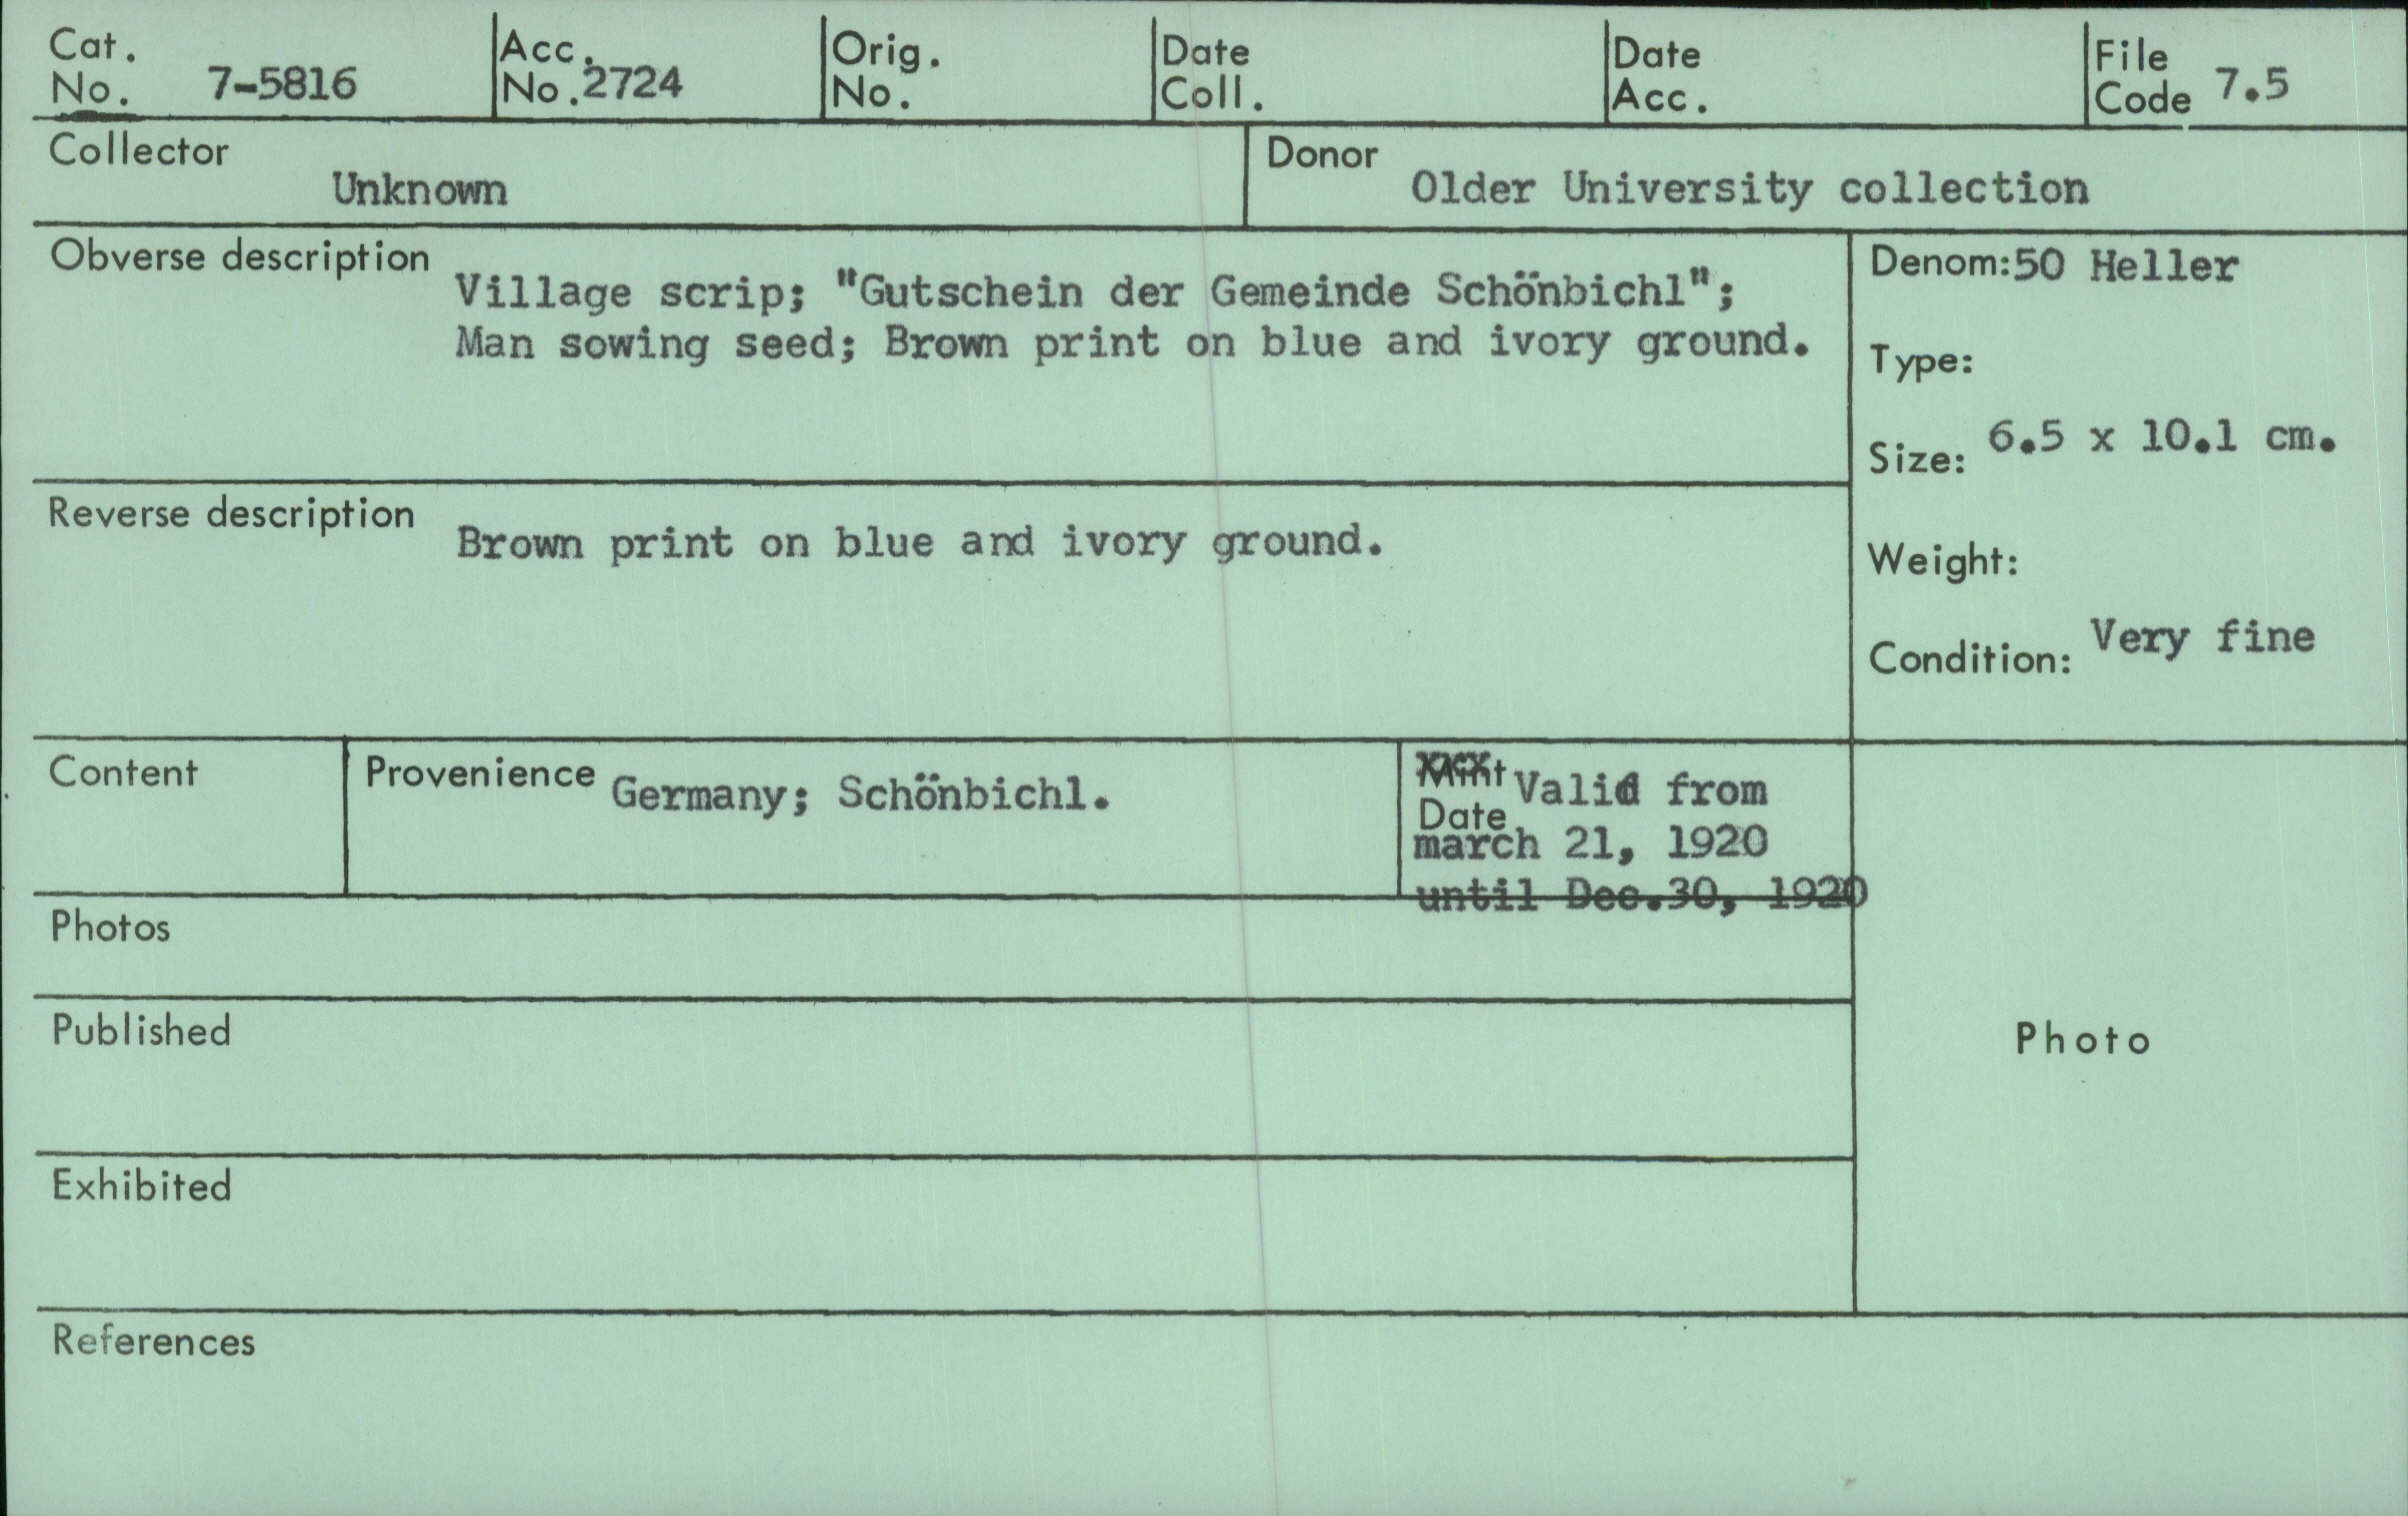 Cat. No. 7-5816
Acc. No. 2724
Orig. No.
Date Coll.
Date Acc.
File Code 7.5
Collector
Unknown
Donor
Older University collection
Obverse description
Village scrip; "Gutschein der Gemeinde Schönbichl";
Man sowing seed; Brown print on blue and ivory ground.
Denom: 50 Heller
Type:
Size: 6.5 x 10.1 cm.
Weight:
Condition: Very fine
Reverse description
Brown print on blue and ivory ground.
Content
Provenience Germany; Schönbichl.
Mint
Date
Valid from
march 21, 1920
until Dec.30, 1920
Photos
Published
Exhibited
Photo
References